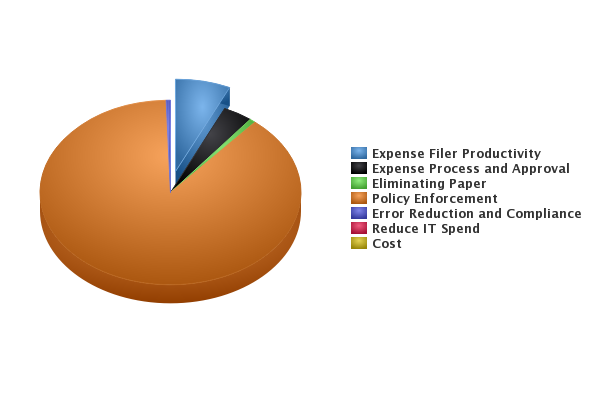 Expense Filer Productivity
Expense Process and Approval
Eliminating Paper
Policy Enforcement
Error Reduction and Compliance
Reduce IT Spend
Cost